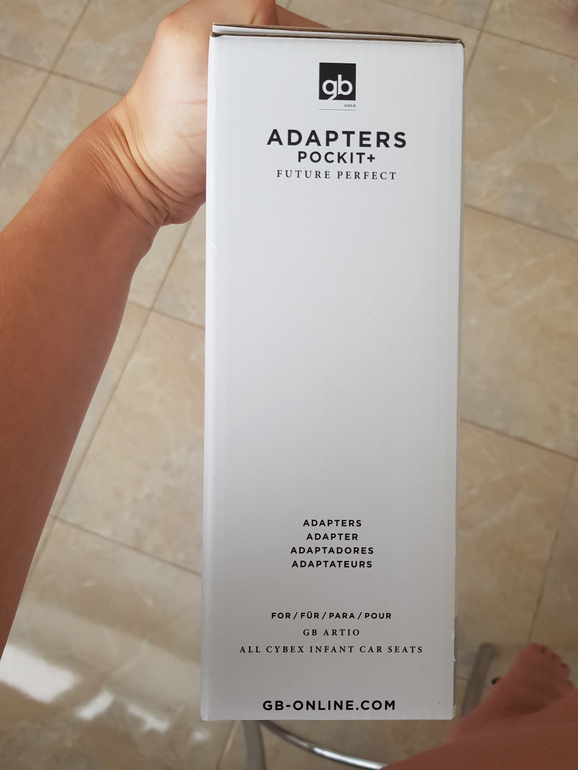 gb
GOLD
ADAPTERS
POCKIT+
FUTURE PERFECT
ADAPTERS
ADAPTER
ADAPTADORES
ADAPTATEURS
FOR / FÜR / PARA / POUR
GB ARTIO
ALL CYBEX INFANT CAR SEATS
GB-ONLINE.COM